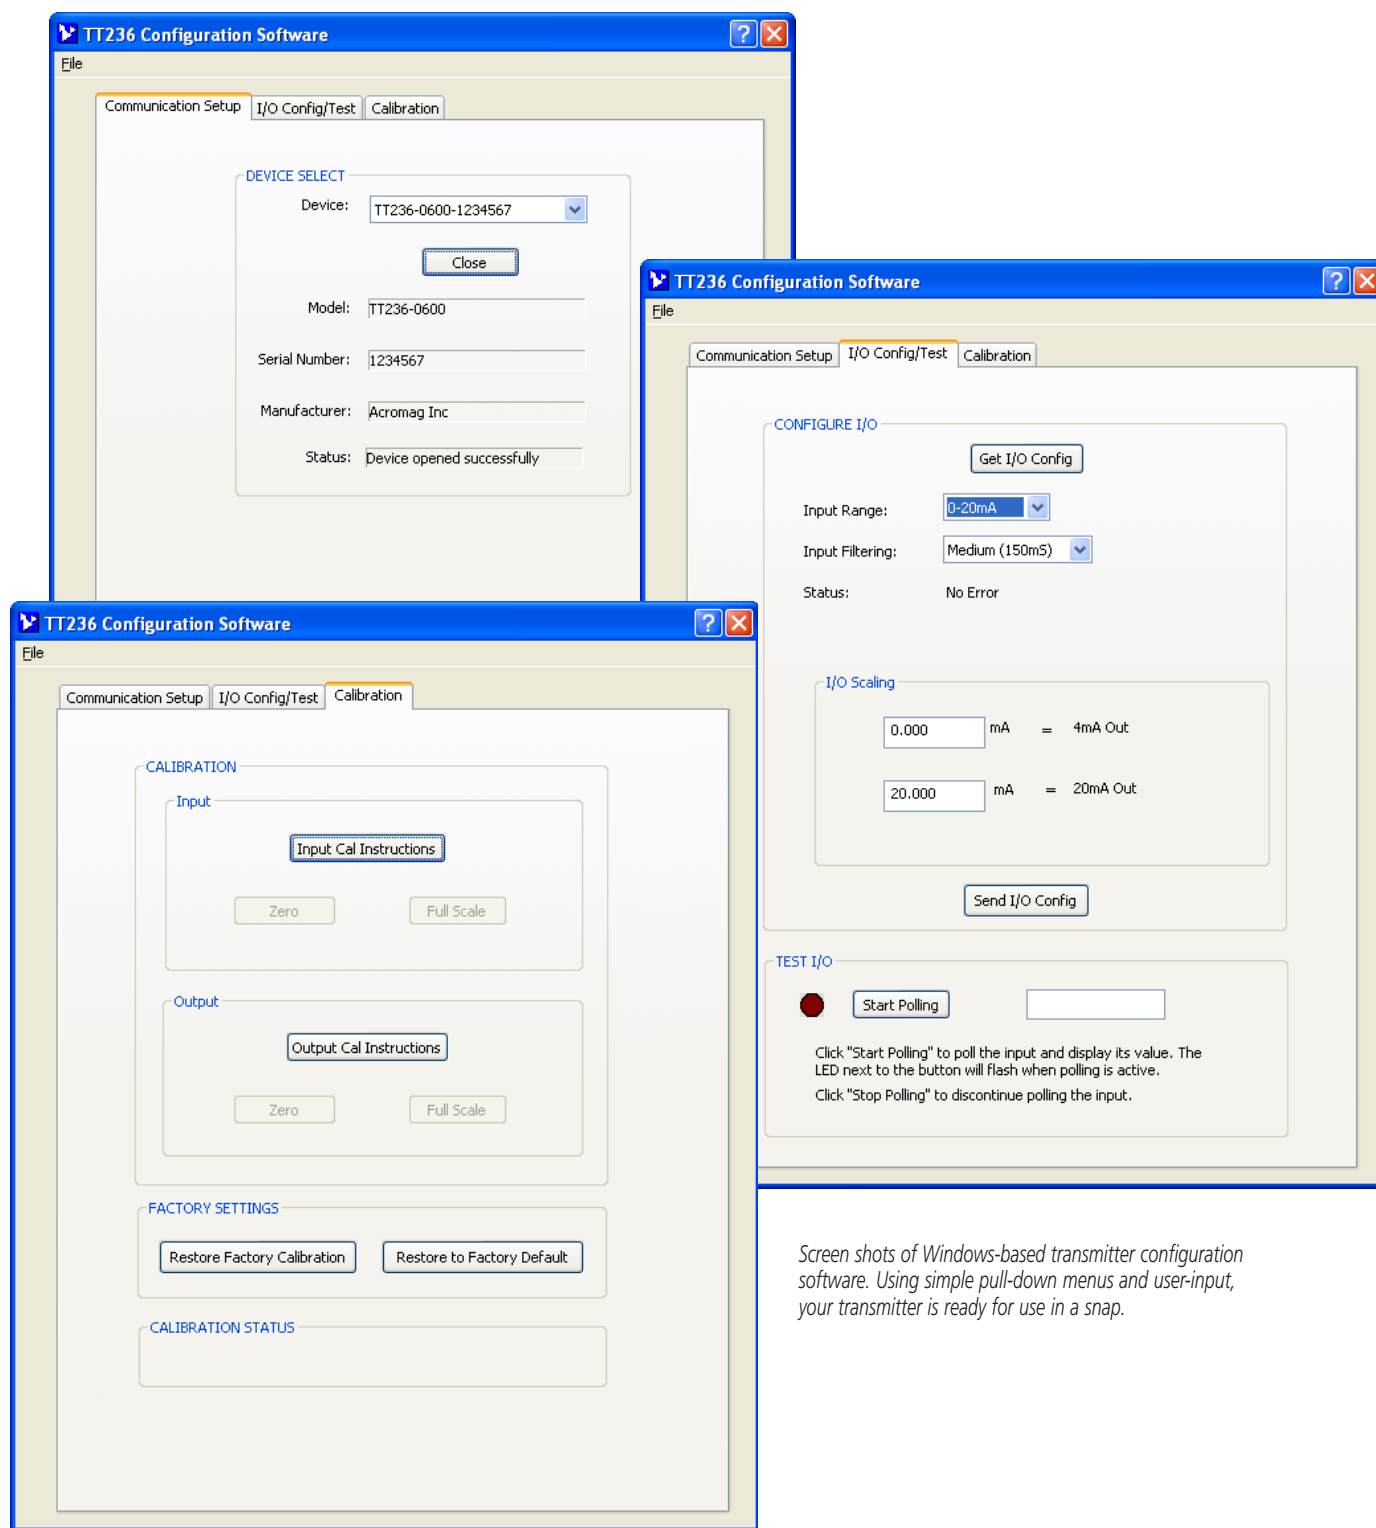 TT236 Configuration Software
File
Communication Setup I/O Config/Test Calibration
DEVICE SELECT
Device: TT236-0600-1234567
Close
Model: TT236-0600
Serial Number: 1234567
Manufacturer: Acromag Inc
Status: Device opened successfully
TT236 Configuration Software
File
Communication Setup I/O Config/Test Calibration
CONFIGURE I/O
Get I/O Config
Input Range: 0-20mA
Input Filtering: Medium (150mS)
Status: No Error
I/O Scaling
0.000 mA = 4mA Out
20.000 mA = 20mA Out
Send I/O Config
TEST I/O
Start Polling
Click "Start Polling" to poll the input and display its value. The
LED next to the button will flash when polling is active.
Click "Stop Polling" to discontinue polling the input.
TT236 Configuration Software
File
Communication Setup I/O Config/Test Calibration
CALIBRATION
Input
Input Cal Instructions
Zero Full Scale
Output
Output Cal Instructions
Zero Full Scale
FACTORY SETTINGS
Restore Factory Calibration Restore to Factory Default
CALIBRATION STATUS
Screen shots of Windows-based transmitter configuration
software. Using simple pull-down menus and user-input,
your transmitter is ready for use in a snap.